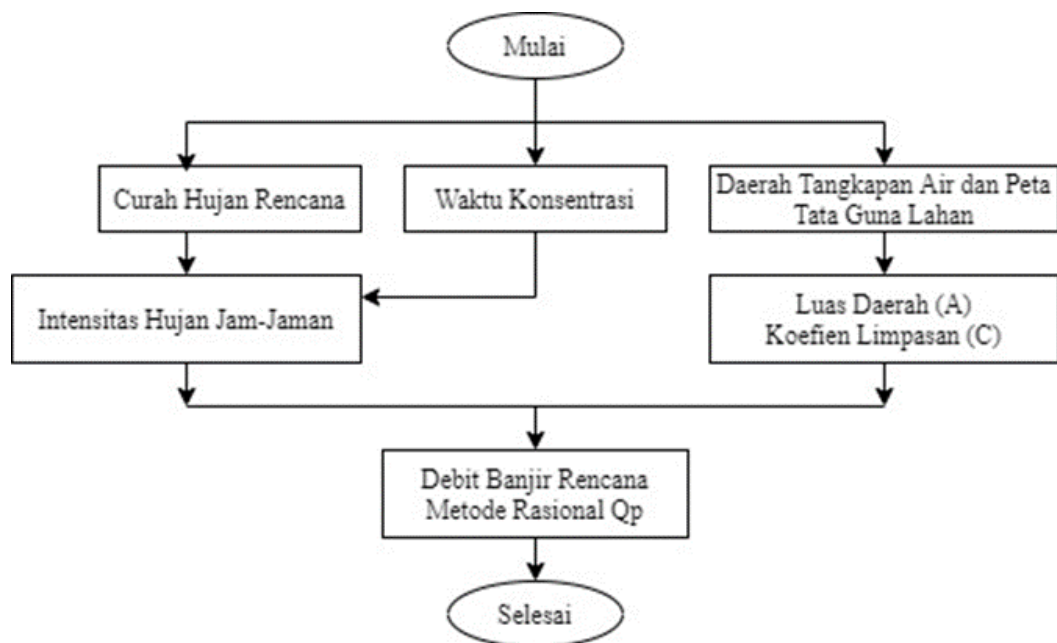 Mulai
Curah Hujan Rencana
Waktu Konsentrasi
Daerah Tangkapan Air dan Peta
Tata Guna Lahan
Intensitas Hujan Jam-Jaman
Luas Daerah (A)
Koefien Limpasan (C)
Debit Banjir Rencana
Metode Rasional Qp
Selesai